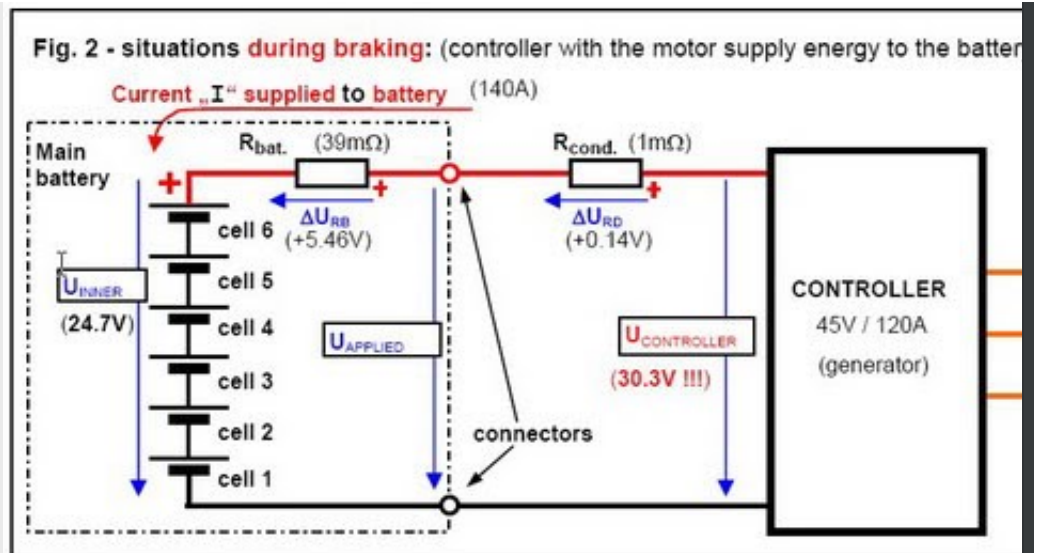 Fig. 2 - situations during braking: (controller with the motor supply energy to the batter
Current „I“ supplied to battery (140A)
Main
battery
Rbat. (39mΩ)
Rcond. (1mΩ)
+
+
+
ΔURB
(+5.46V)
ΔURD
(+0.14V)
cell 6
cell 5
cell 4
cell 3
cell 2
cell 1
UINNER
(24.7V)
UAPPLIED
UCONTROLLER
(30.3V !!!)
connectors
CONTROLLER
45V / 120A
(generator)